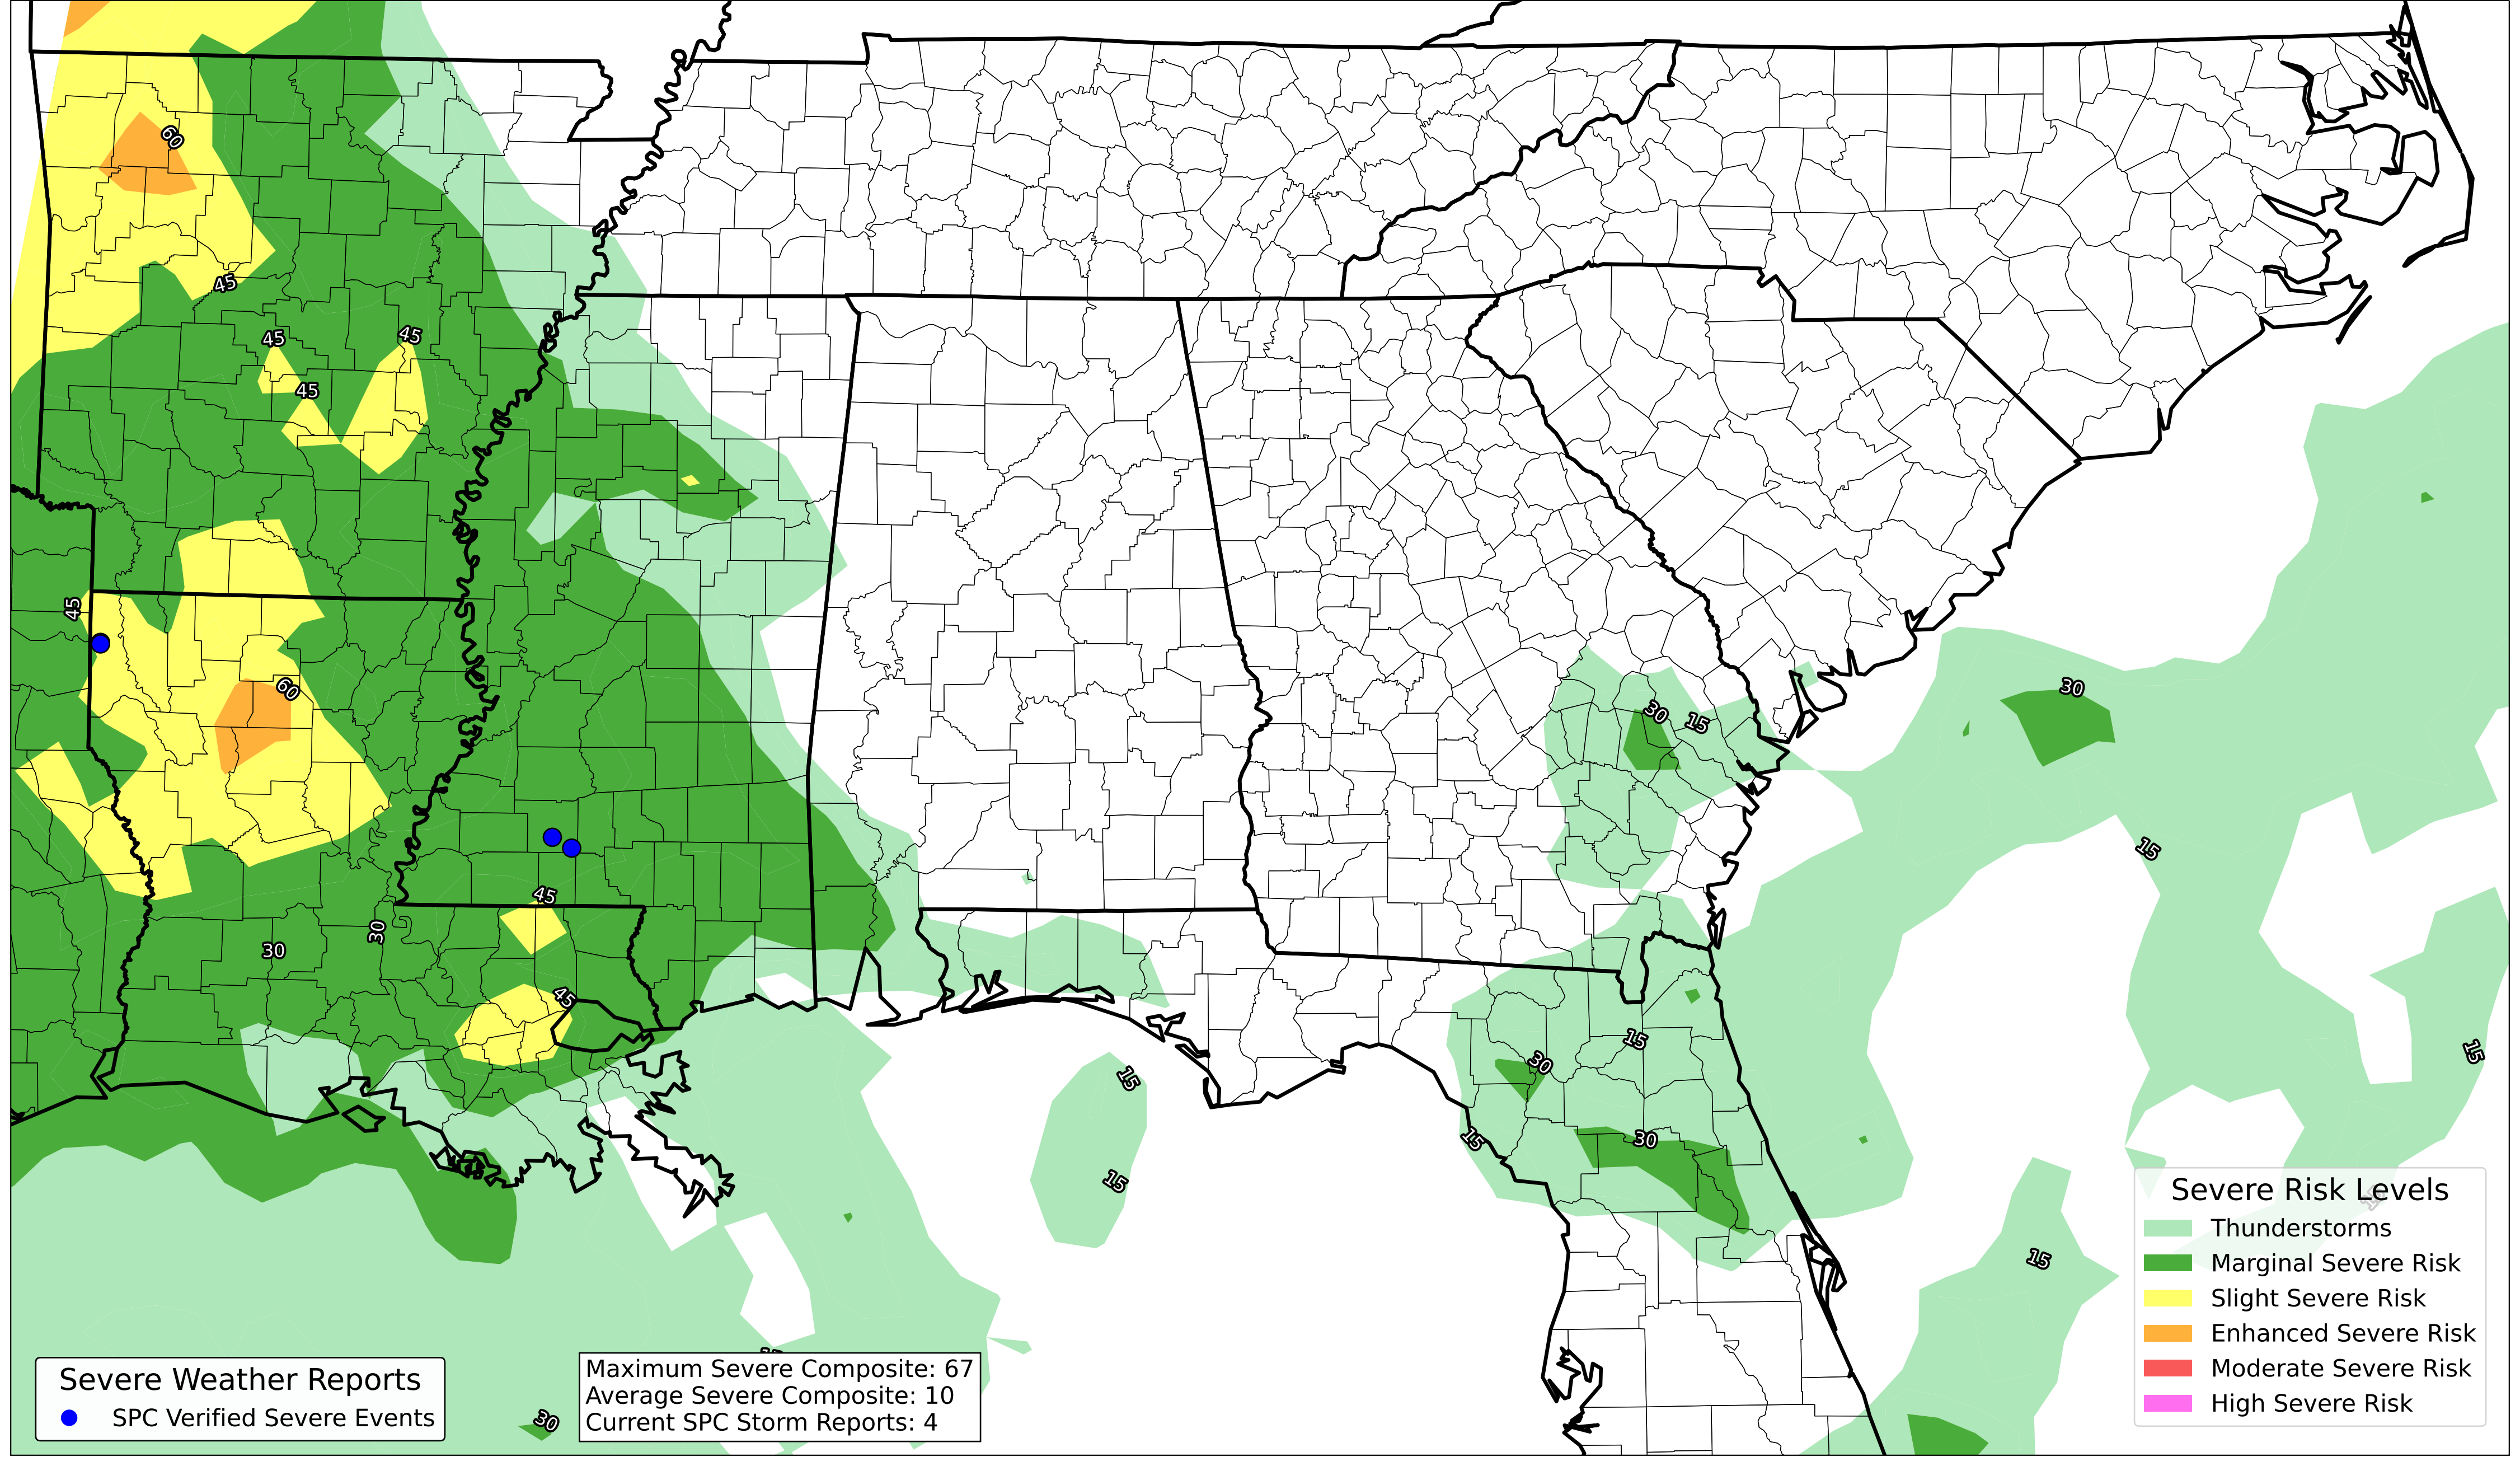 60
45
45
45
45
45
60
30
15
30
15
45
30
30
45
15
30
15
15
30
15
15
15
15
Severe Risk Levels
Thunderstorms
Marginal Severe Risk
Slight Severe Risk
Enhanced Severe Risk
Moderate Severe Risk
High Severe Risk
Severe Weather Reports
SPC Verified Severe Events
30
Maximum Severe Composite: 67
Average Severe Composite: 10
Current SPC Storm Reports: 4